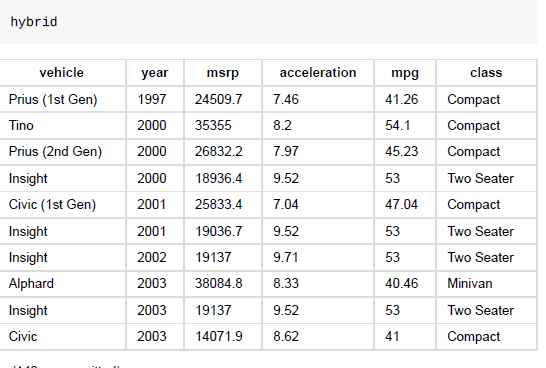 hybrid
vehicle year msrp acceleration mpg class
Prius (1st Gen) 1997 24509.7 7.46 41.26 Compact
Tino 2000 35355 8.2 54.1 Compact
Prius (2nd Gen) 2000 26832.2 7.97 45.23 Compact
Insight 2000 18936.4 9.52 53 Two Seater
Civic (1st Gen) 2001 25833.4 7.04 47.04 Compact
Insight 2001 19036.7 9.52 53 Two Seater
Insight 2002 19137 9.71 53 Two Seater
Alphard 2003 38084.8 8.33 40.46 Minivan
Insight 2003 19137 9.52 53 Two Seater
Civic 2003 14071.9 8.62 41 Compact